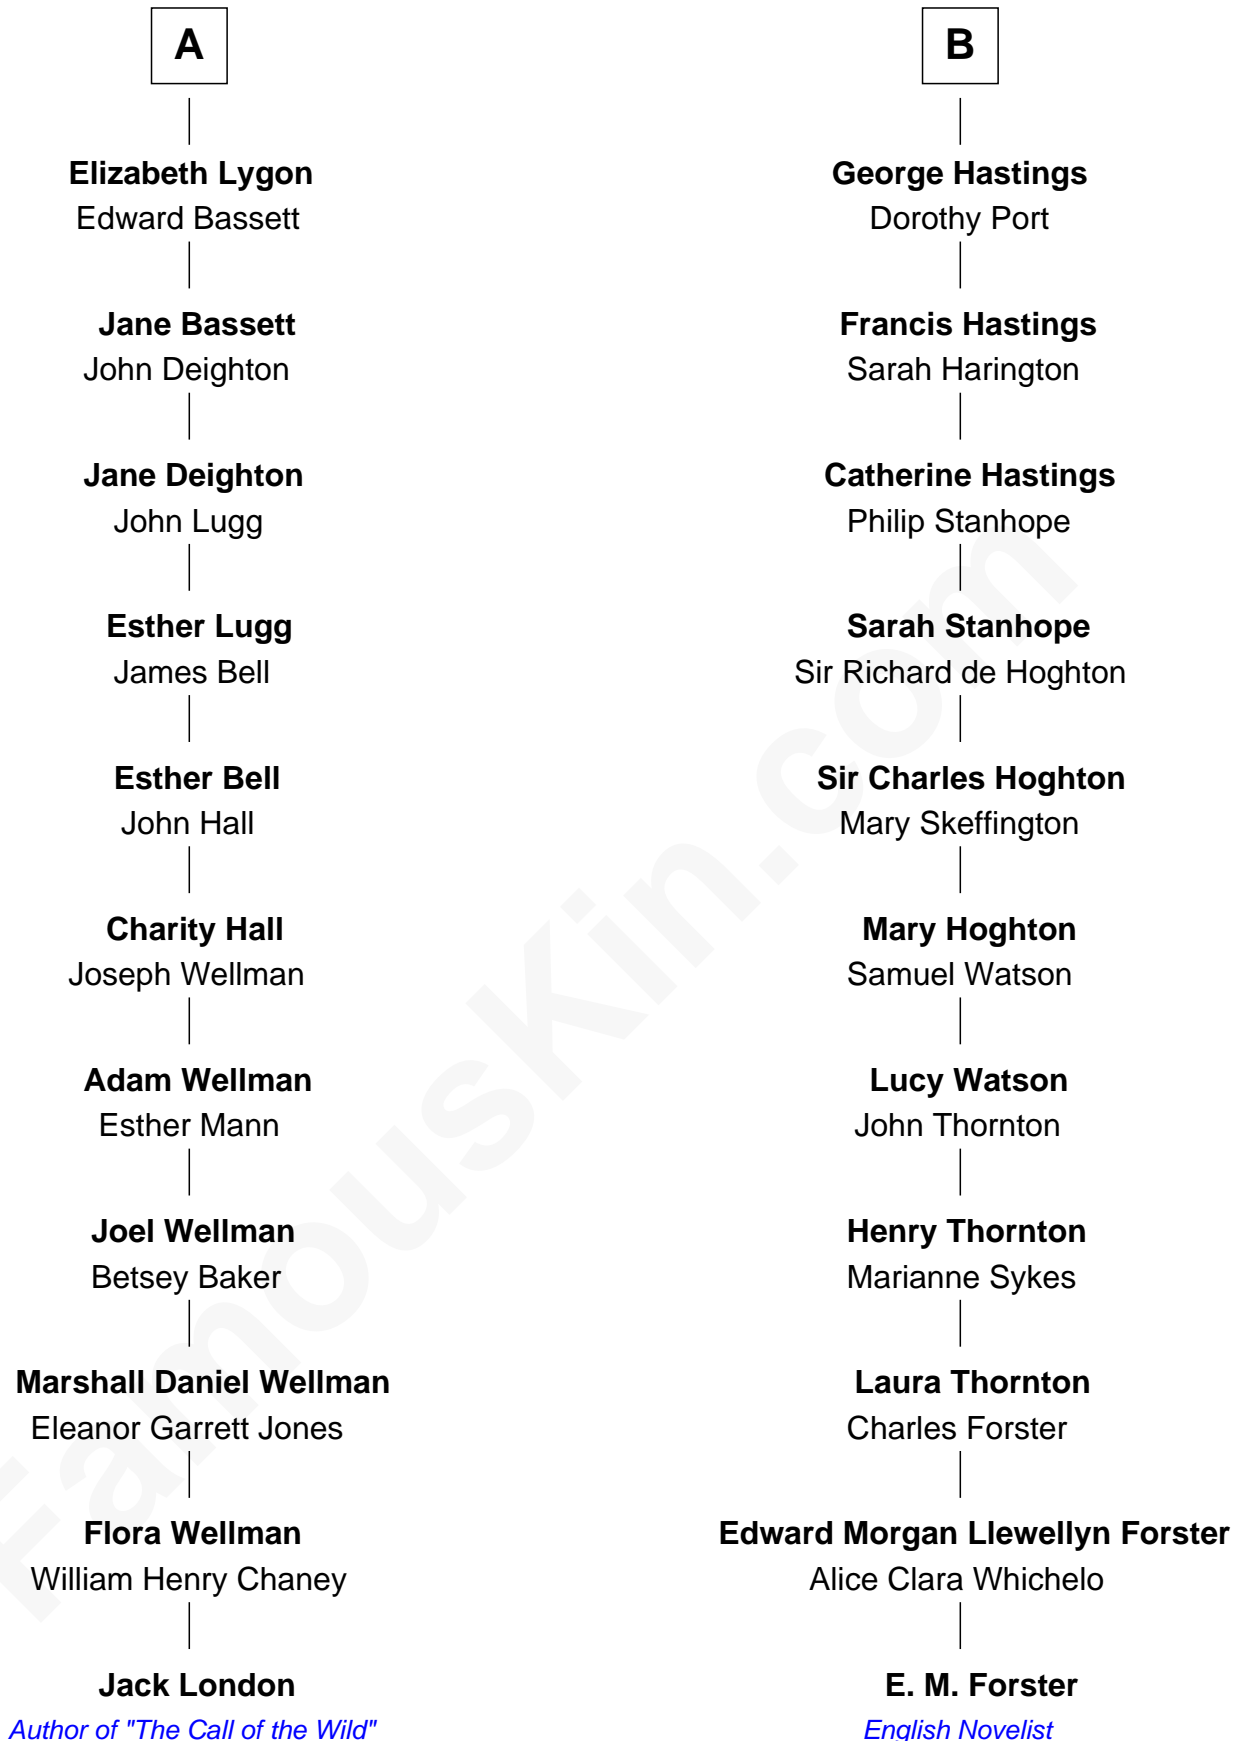 A
Elizabeth Lygon
Edward Bassett
Jane Bassett
John Deighton
Jane Deighton
John Lugg
Esther Lugg
James Bell
Esther Bell
John Hall
Charity Hall
Joseph Wellman
Adam Wellman
Esther Mann
Joel Wellman
Betsey Baker
Marshall Daniel Wellman
Eleanor Garrett Jones
Flora Wellman
William Henry Chaney
Jack London
Author of "The Call of the Wild"
B
George Hastings
Dorothy Port
Francis Hastings
Sarah Harington
Catherine Hastings
Philip Stanhope
Sarah Stanhope
Sir Richard de Hoghton
Sir Charles Hoghton
Mary Skeffington
Mary Hoghton
Samuel Watson
Lucy Watson
John Thornton
Henry Thornton
Marianne Sykes
Laura Thornton
Charles Forster
Edward Morgan Llewellyn Forster
Alice Clara Whichelo
E. M. Forster
English Novelist
FamousKin.com